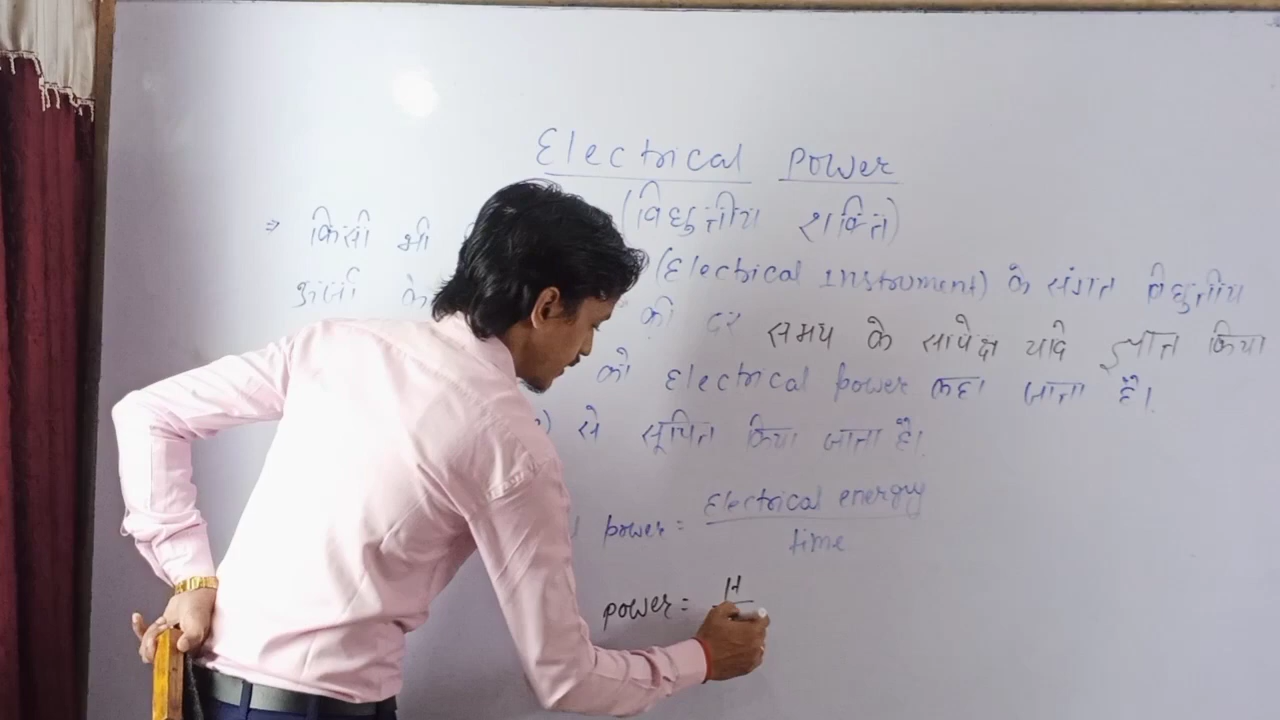 Electrical Power
(विद्युतीय शक्ति)
⇒ किसी भी (Electrical Instrument) के संगत विद्युतीय
ऊर्जा के की दर समय के सापेक्ष यदि ज्ञात किया
को Electrical power कहा जाता है।
) से सूचित किया जाता है।
power = Electrical energy
time
power = H